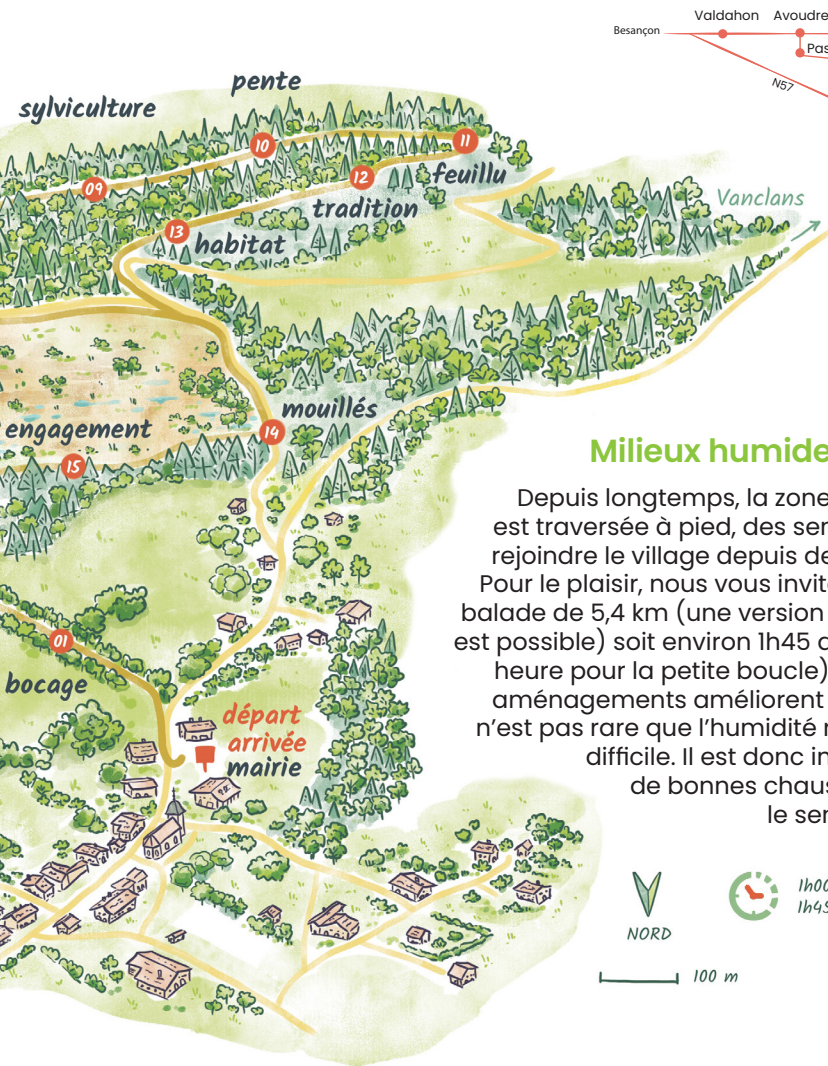 Valdahon Avoudre
Besançon
Pas
N57
pente
sylviculture
10
11
09
12
feuillu
tradition
13
habitat
Vanclans
mouillés
14
engagement
15
Milieux humide
Depuis longtemps, la zone
est traversée à pied, des ser
rejoindre le village depuis de
Pour le plaisir, nous vous invit
balade de 5,4 km (une version
est possible) soit environ 1h45
heure pour la petite boucle)
aménagements améliorent
n'est pas rare que l'humidité
difficile. Il est donc in
de bonnes chaus
le ser
01
bocage
départ
arrivée
mairie
1h00
1h45
NORD
100 m